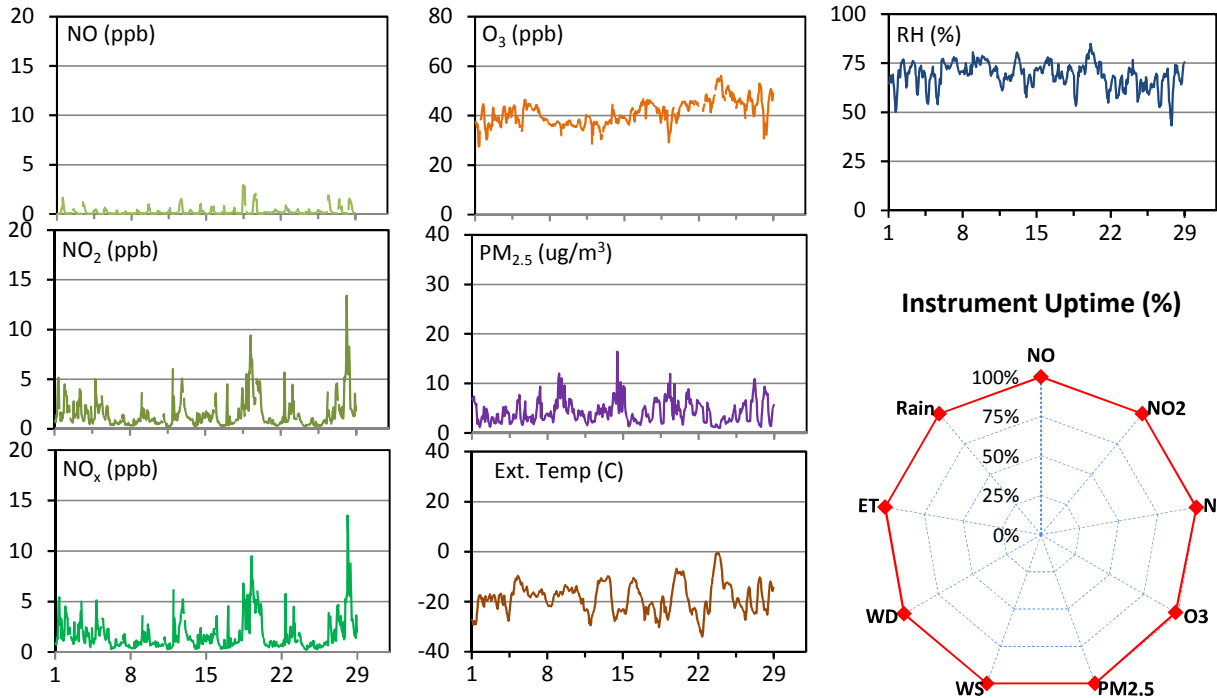 NO (ppb)
20
15
10
5
0
NO2 (ppb)
20
15
10
5
0
NOx (ppb)
20
15
10
5
0
1 8 15 22 29
O3 (ppb)
80
60
40
20
0
PM2.5 (ug/m³)
40
30
20
10
0
Ext. Temp (C)
40
20
0
-20
-40
1 8 15 22 29
RH (%)
100
75
50
25
0
1 8 15 22 29
Instrument Uptime (%)
NO
100%
75%
50%
25%
0%
NO2
N
O3
PM2.5
WS
WD
ET
Rain